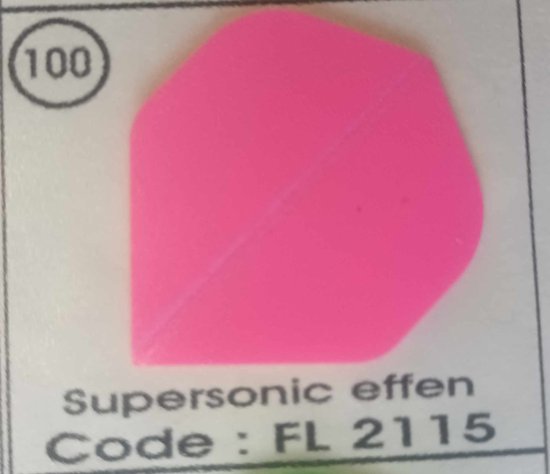 100
Supersonic effen
Code : FL 2115